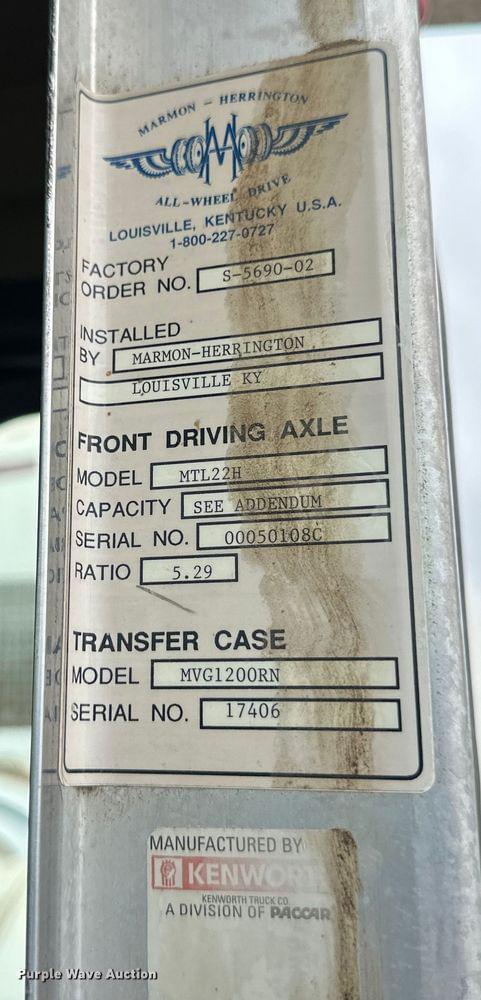 MARMON - HERRINGTON
ALL-WHEEL DRIVE
LOUISVILLE, KENTUCKY U.S.A.
1-800-227-0727
FACTORY
ORDER NO. S-5690-02
INSTALLED
BY MARMON-HERRINGTON
LOUISVILLE KY
FRONT DRIVING AXLE
MODEL MTL22H
CAPACITY SEE ADDENDUM
SERIAL NO. 00050108C
RATIO 5.29
TRANSFER CASE
MODEL MVG1200RN
SERIAL NO. 17406
MANUFACTURED BY
KENWOR
KENWORTH TRUCK CO.
A DIVISION OF PACCAR
Purple Wave Auction